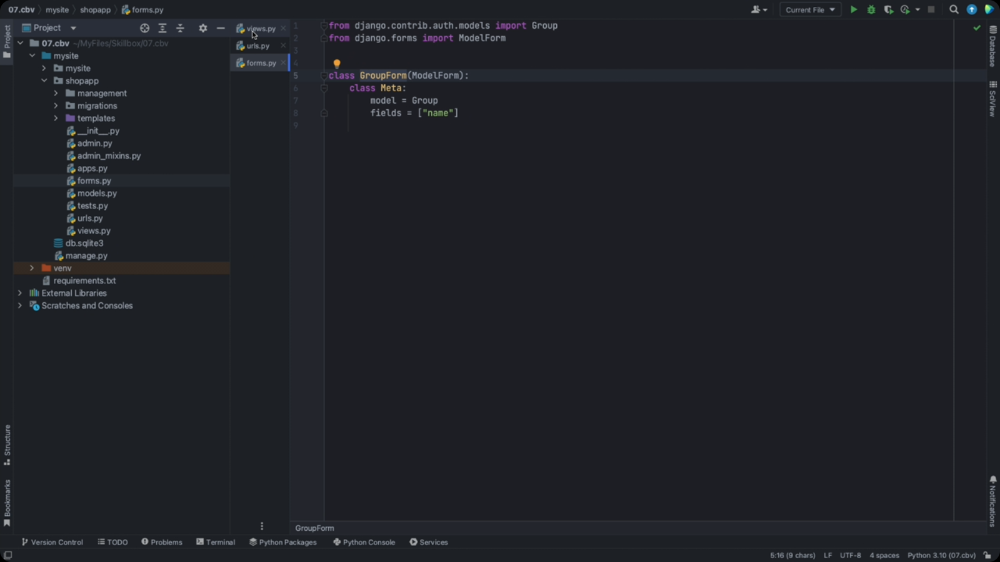 07.cbv mysite shopapp forms.py
Current File
Project
Project
07.cbv ~/MyFiles/Skillbox/07.cbv
mysite
mysite
shopapp
management
migrations
templates
__init__.py
admin.py
admin_mixins.py
apps.py
forms.py
models.py
tests.py
urls.py
views.py
db.sqlite3
manage.py
venv
requirements.txt
External Libraries
Scratches and Consoles
Structure
Bookmarks
views.py
urls.py
forms.py
1 from django.contrib.auth.models import Group
2 from django.forms import ModelForm
3
4
5 class GroupForm(ModelForm):
6 class Meta:
7 model = Group
8 fields = ["name"]
9
Database
SciView
Notifications
GroupForm
Version Control TODO Problems Terminal Python Packages Python Console Services
5:16 (9 chars) LF UTF-8 4 spaces Python 3.10 (07.cbv)